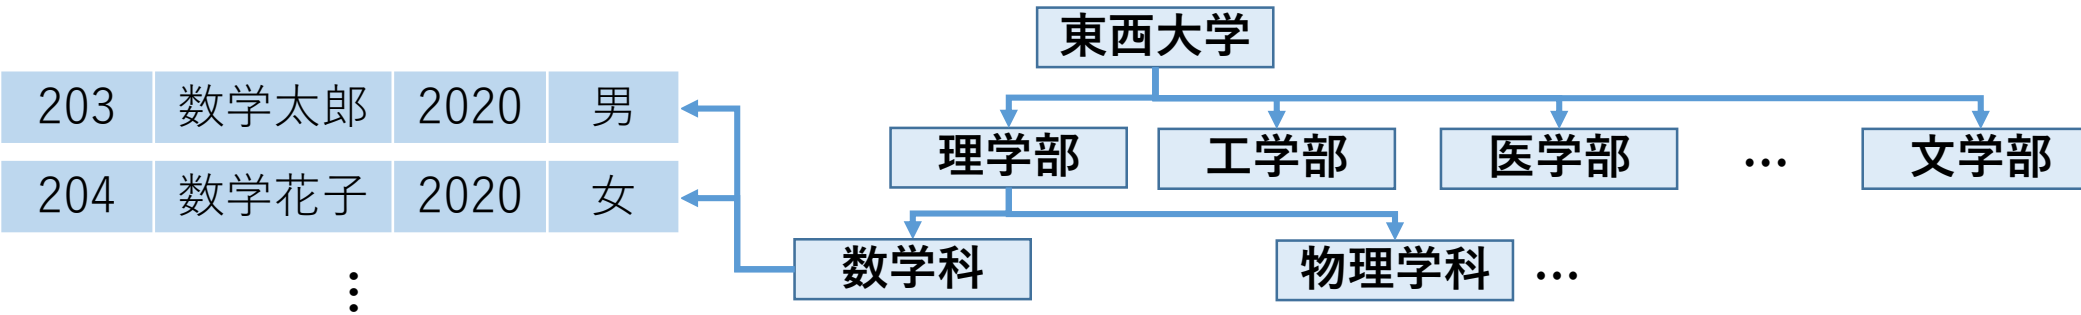 東西大学
理学部 工学部 医学部 … 文学部
数学科 物理学科 …
203 数学太郎 2020 男
204 数学花子 2020 女
⋮